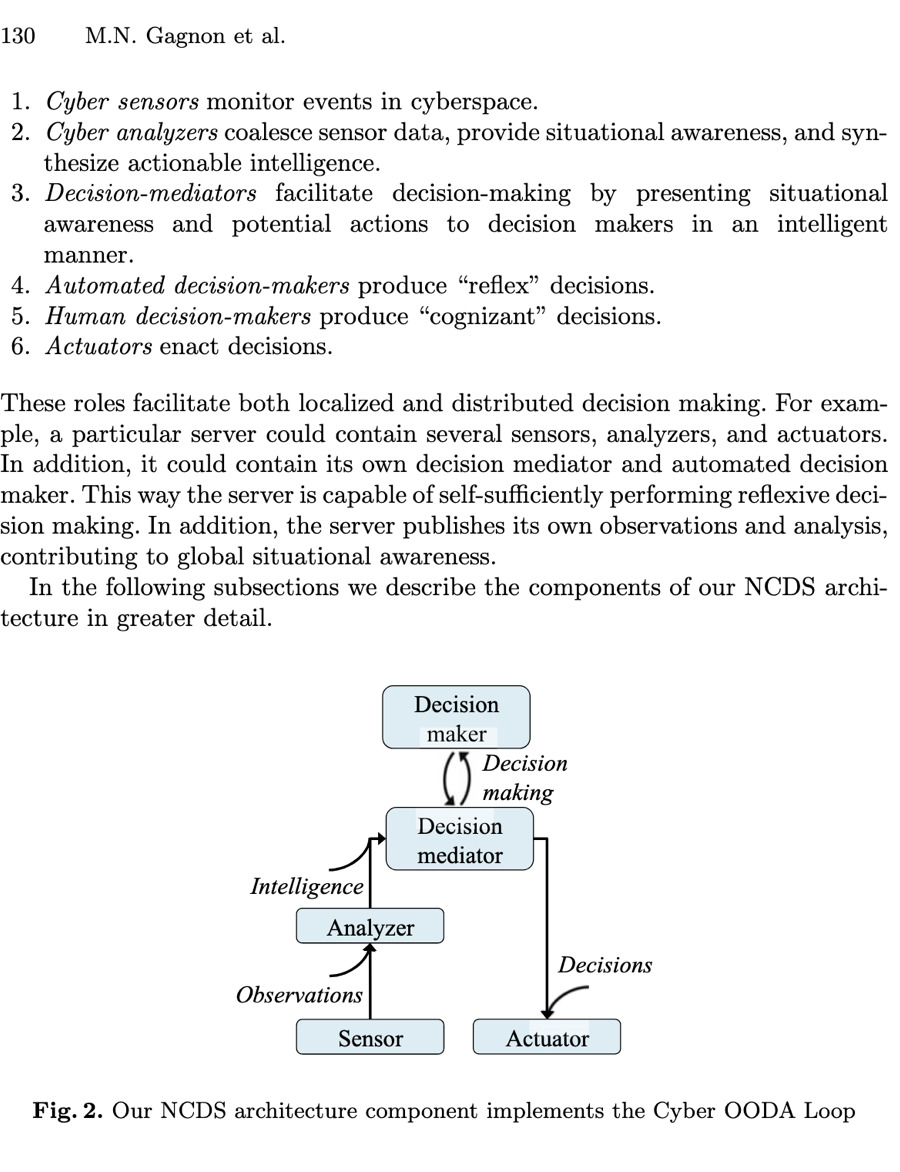 130 M.N. Gagnon et al.
1. Cyber sensors monitor events in cyberspace.
2. Cyber analyzers coalesce sensor data, provide situational awareness, and syn-
thesize actionable intelligence.
3. Decision-mediators facilitate decision-making by presenting situational
awareness and potential actions to decision makers in an intelligent
manner.
4. Automated decision-makers produce “reflex” decisions.
5. Human decision-makers produce “cognizant” decisions.
6. Actuators enact decisions.
These roles facilitate both localized and distributed decision making. For exam-
ple, a particular server could contain several sensors, analyzers, and actuators.
In addition, it could contain its own decision mediator and automated decision
maker. This way the server is capable of self-sufficiently performing reflexive deci-
sion making. In addition, the server publishes its own observations and analysis,
contributing to global situational awareness.
In the following subsections we describe the components of our NCDS archi-
tecture in greater detail.
Decision
maker
Decision
making
Decision
mediator
Intelligence
Analyzer
Decisions
Observations
Sensor
Actuator
Fig. 2. Our NCDS architecture component implements the Cyber OODA Loop